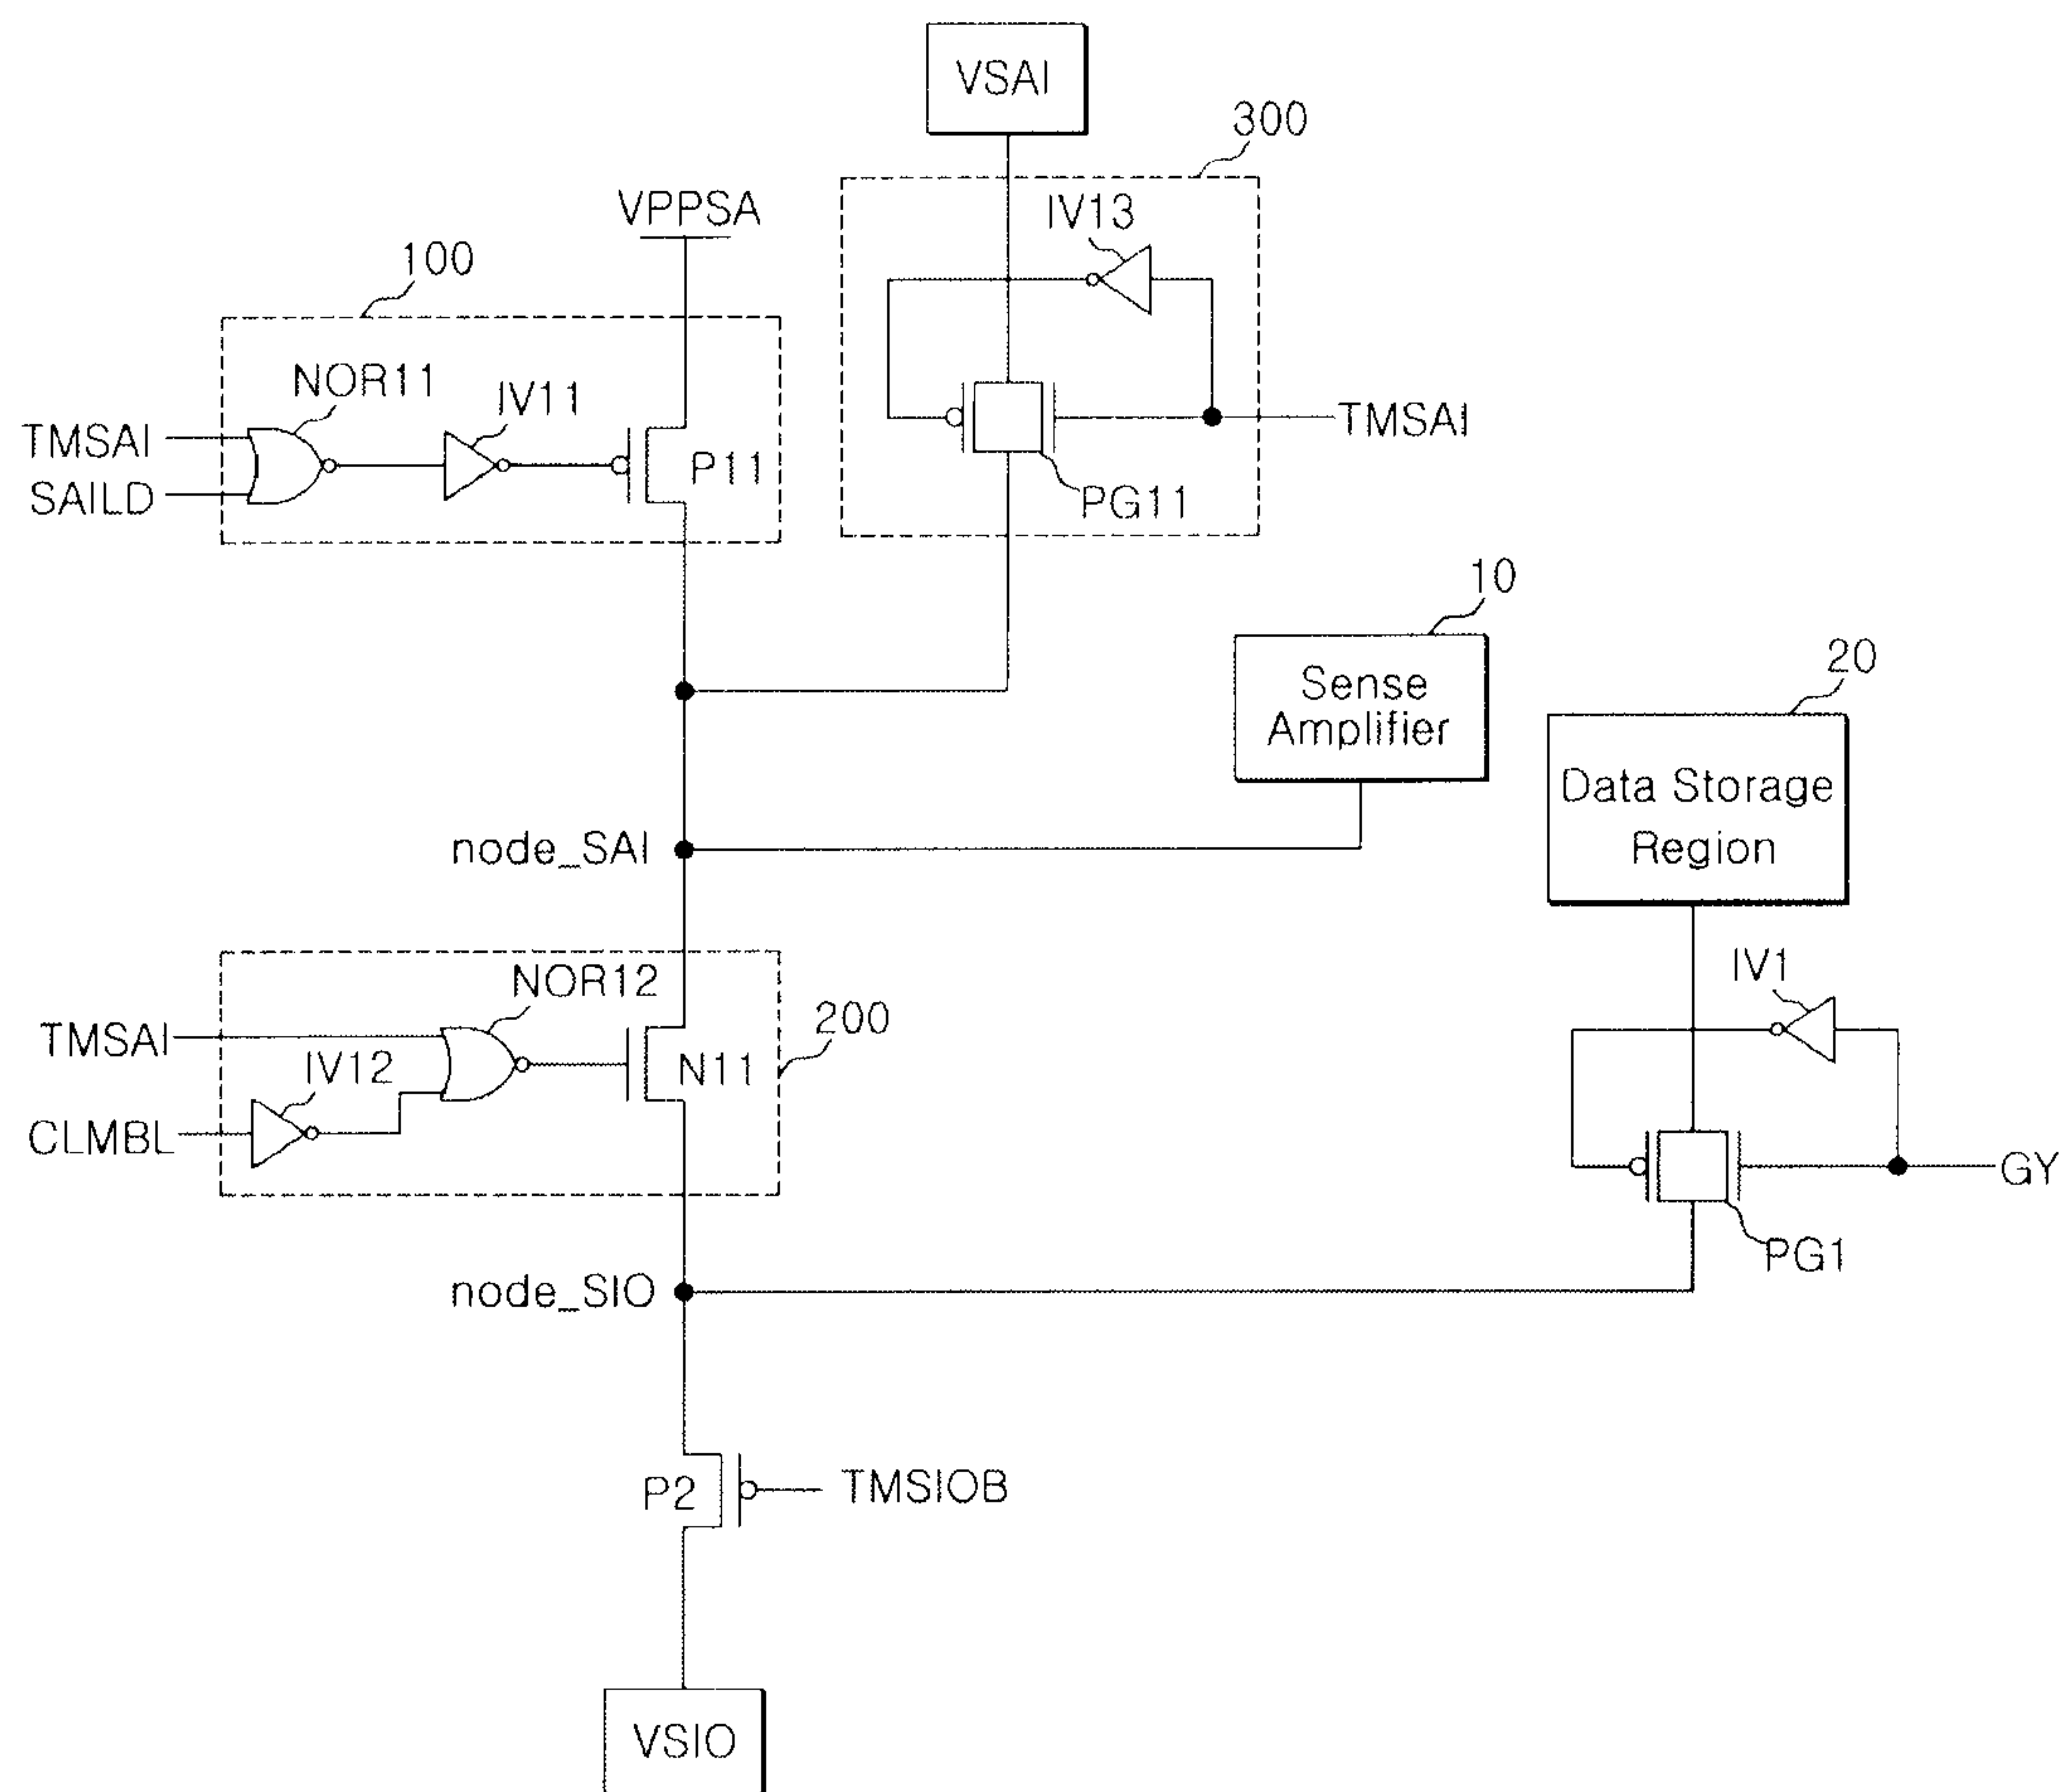 VSAI
300
VPPSA
IV13
100
NOR11
IV11
TMSAI
SAILD
P11
TMSAI
PG11
10
Sense
Amplifier
20
Data Storage
Region
node_SAI
NOR12
IV1
200
TMSAI
IV12
N11
CLMBL
GY
PG1
node_SIO
P2
TMSIOB
VSIO